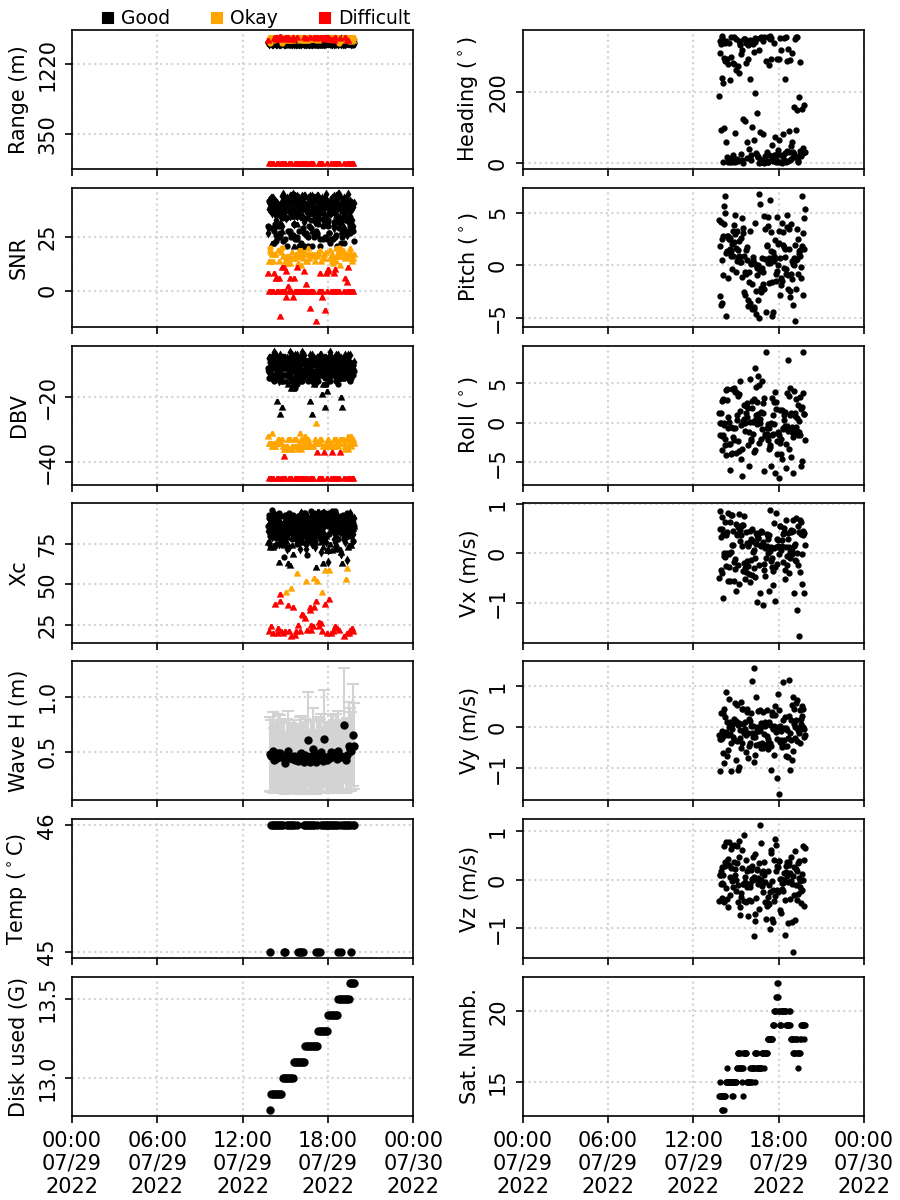 Good Okay Difficult
Range (m)
1220
350
Heading (°)
200
0
SNR
25
0
Pitch (°)
5
0
−5
DBV
−20
−40
Roll (°)
5
0
−5
Xc
75
50
25
Vx (m/s)
1
0
−1
Wave H (m)
1.0
0.5
Vy (m/s)
1
0
−1
Temp (°C)
46
45
Vz (m/s)
1
0
−1
Disk used (G)
13.5
13.0
Sat. Numb.
20
15
00:00 06:00 12:00 18:00 00:00
07/29 07/29 07/29 07/29 07/30
2022 2022 2022 2022 2022
00:00 06:00 12:00 18:00 00:00
07/29 07/29 07/29 07/29 07/30
2022 2022 2022 2022 2022